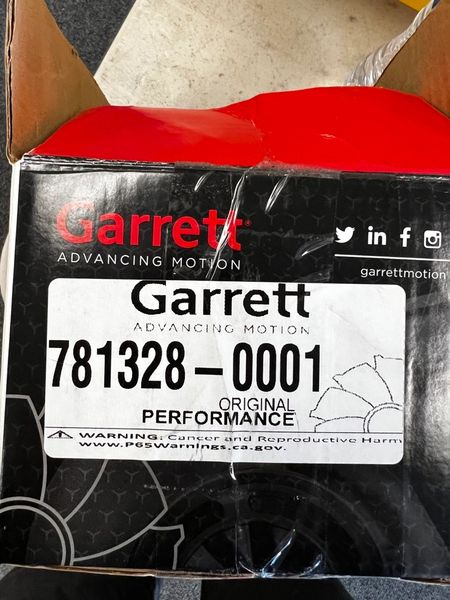 Garrett
ADVANCING MOTION
garrettmotion
Garrett
ADVANCING MOTION
781328-0001
ORIGINAL
PERFORMANCE
WARNING: Cancer and Reproductive Harm
www.P65Warnings.ca.gov.